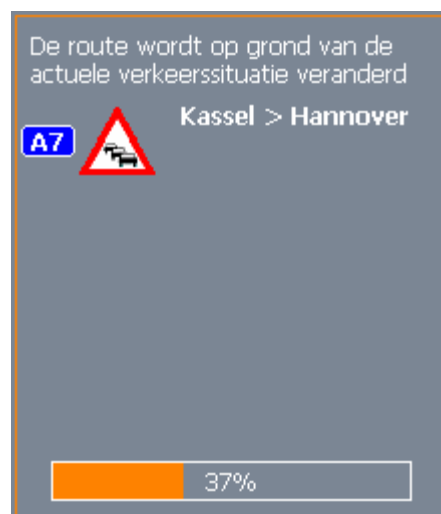 De route wordt op grond van de
actuele verkeerssituatie veranderd
Kassel > Hannover
A7
37%